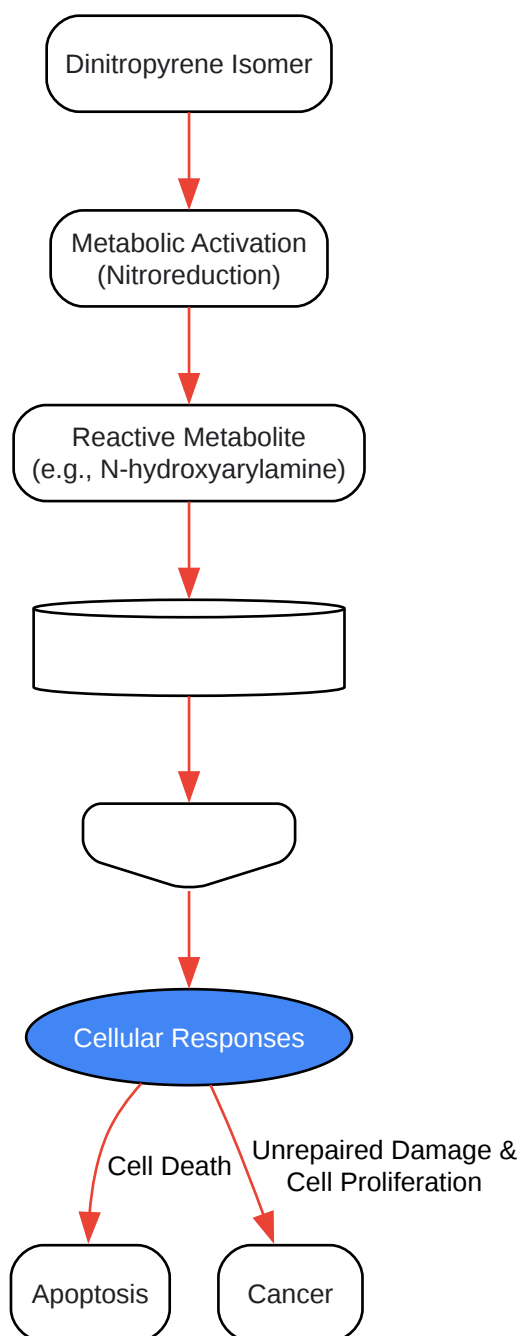 Dinitropyrene Isomer
Metabolic Activation
(Nitroreduction)
Reactive Metabolite
(e.g., N-hydroxyarylamine)
Cellular Responses
Cell Death
Unrepaired Damage &
Cell Proliferation
Apoptosis
Cancer